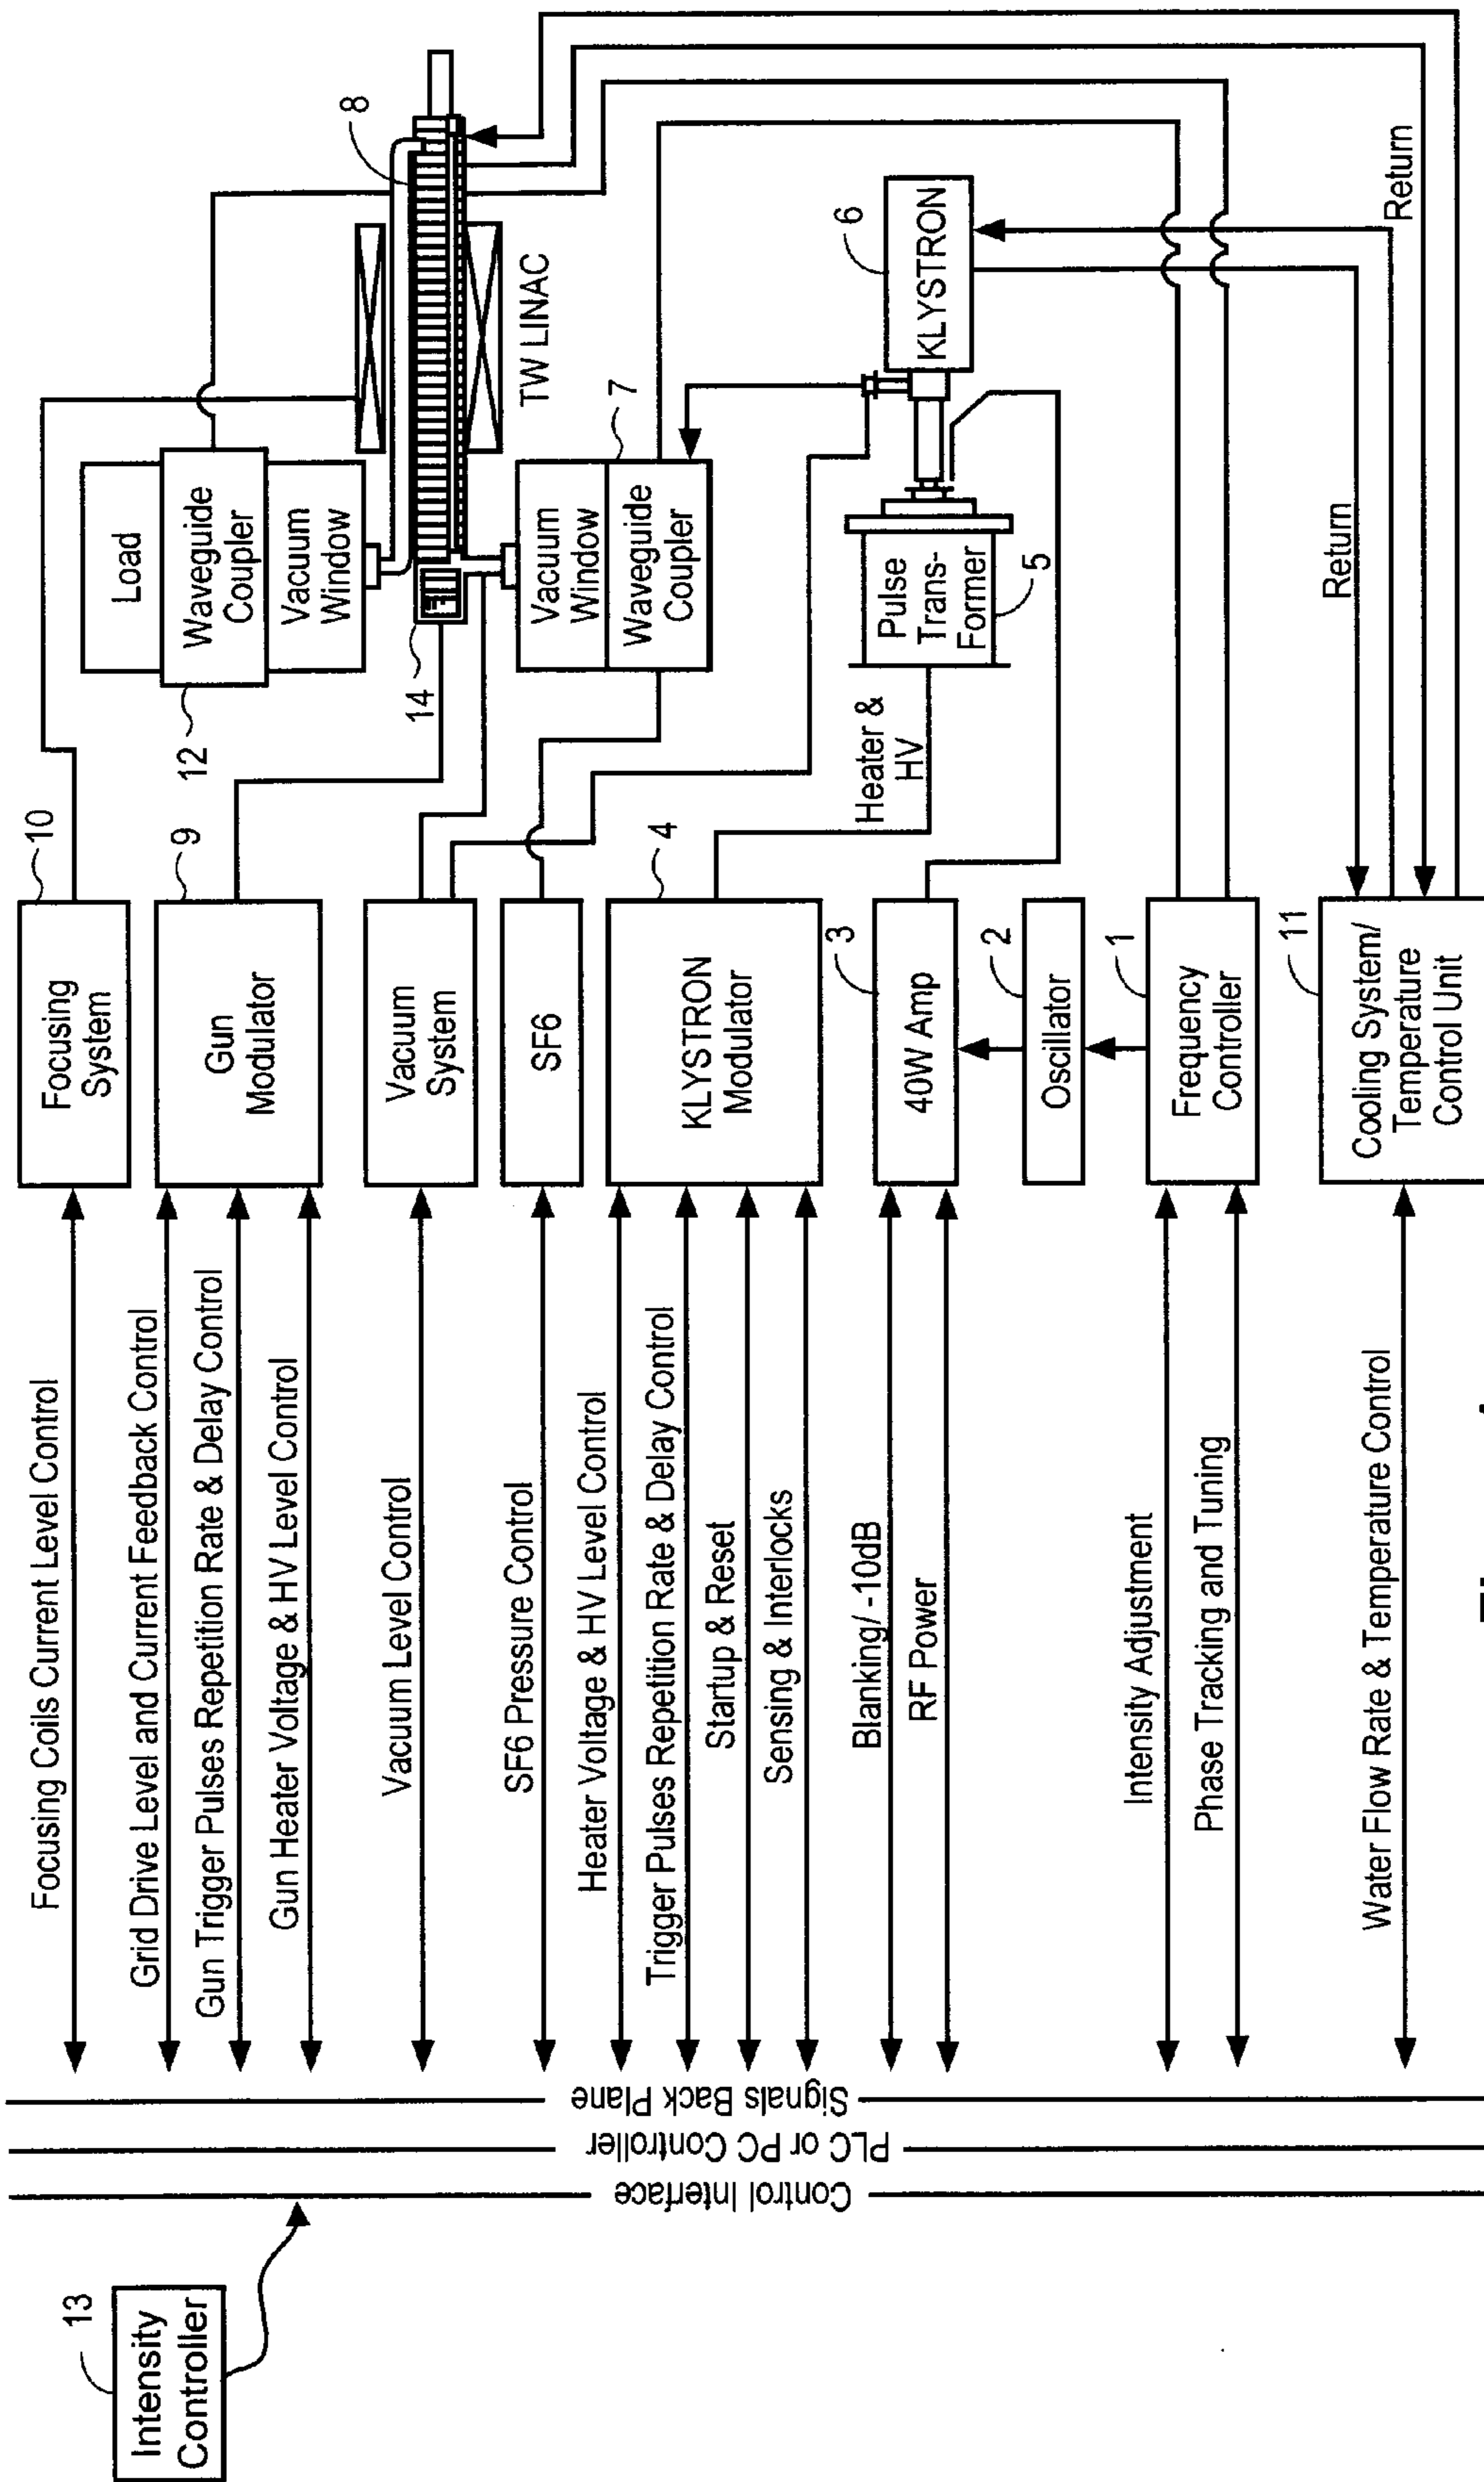 13
Intensity
Controller
Control Interface
PLC or PC Controller
Signals Back Plane
Focusing Coils Current Level Control
Grid Drive Level and Current Feedback Control
Gun Trigger Pulses Repetition Rate & Delay Control
Gun Heater Voltage & HV Level Control
Vacuum Level Control
SF6 Pressure Control
Heater Voltage & HV Level Control
Trigger Pulses Repetition Rate & Delay Control
Startup & Reset
Sensing & Interlocks
Blanking/ -10dB
RF Power
Intensity Adjustment
Phase Tracking and Tuning
Water Flow Rate & Temperature Control
10
Focusing
System
9
Gun
Modulator
Vacuum
System
SF6
4
KLYSTRON
Modulator
3
40W Amp
2
Oscillator
1
Frequency
Controller
11
Cooling System/
Temperature
Control Unit
12
Load
Waveguide
Coupler
Vacuum
Window
14
8
TW LINAC
7
Vacuum
Window
Waveguide
Coupler
Heater &
HV
Pulse
Trans-
Former
5
6
KLYSTRON
Return
Return